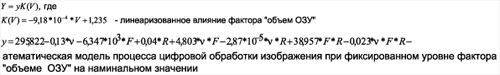 Y = yK(V), где
K(V) = −9,18*10⁻⁴ *V +1,235 - линеаризованное влияние фактора "объем ОЗУ"
y = 295822 − 0,13*v − 6,347*10³*F + 0,04*R + 4,803*v*F − 2,87*10⁻⁵*v*R + 38,957*F*R − 0,023*v*F*R −
атематическая модель процесса цифровой обработки изображения при фиксированном уровне фактора
"объеме ОЗУ" на наминальном значении